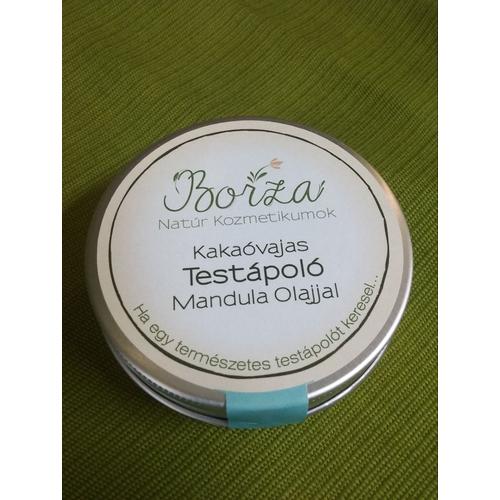 Borza
Natúr Kozmetikumok
Kakaóvajas
Testápoló
Mandula Olajjal
Ha egy természetes testápolót keresel...